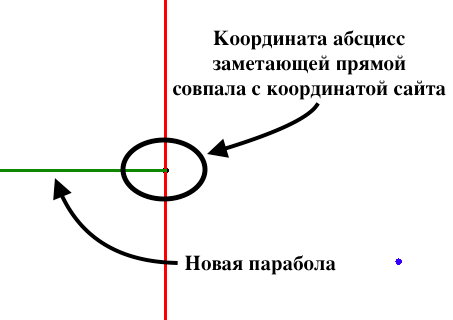 Координата абсцисс
заметающей прямой
совпала с координатой сайта
Новая парабола